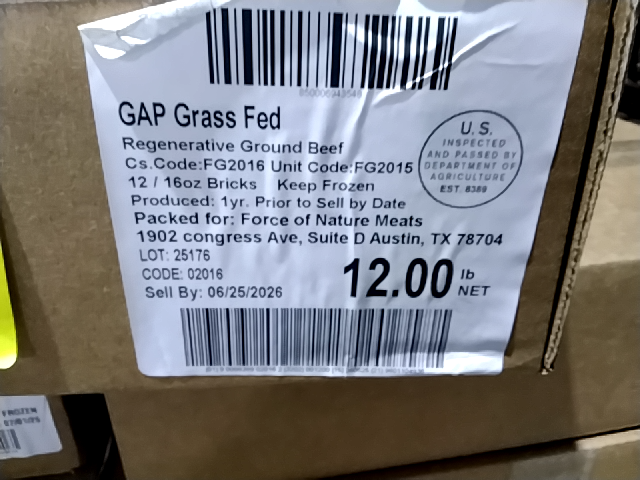 GAP Grass Fed
Regenerative Ground Beef
Cs.Code:FG2016 Unit Code:FG2015
12 / 16oz Bricks Keep Frozen
Produced: 1yr. Prior to Sell by Date
Packed for: Force of Nature Meats
1902 congress Ave, Suite D Austin, TX 78704
LOT: 25176
CODE: 02016
Sell By: 06/25/2026
12.00 lb NET
U.S.
INSPECTED
AND PASSED BY
DEPARTMENT OF
AGRICULTURE
EST. 8389
FROZEN